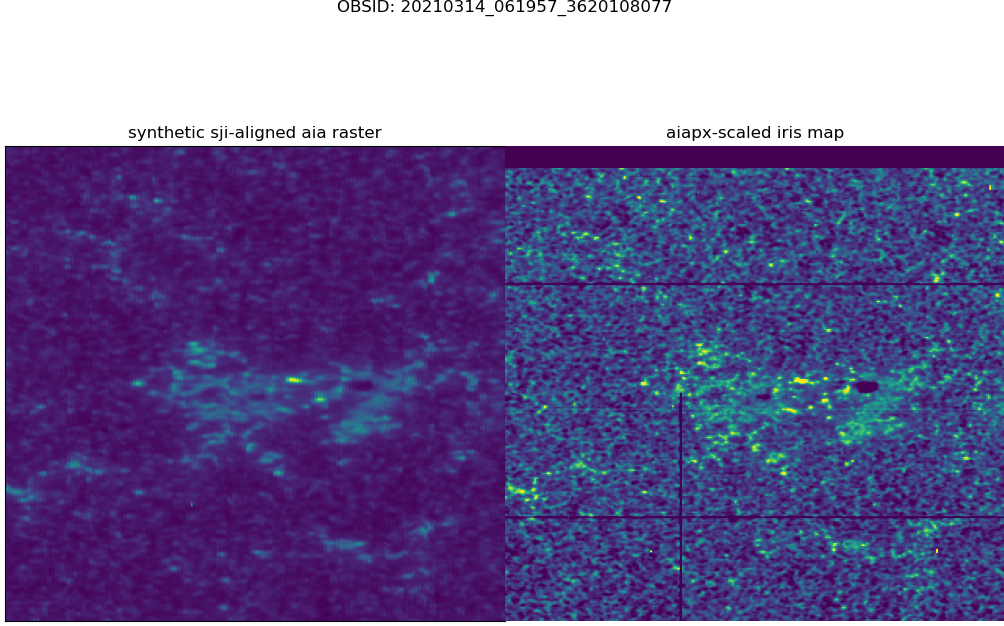 OBSID: 20210314_061957_3620108077
synthetic sji-aligned aia raster
aiapx-scaled iris map